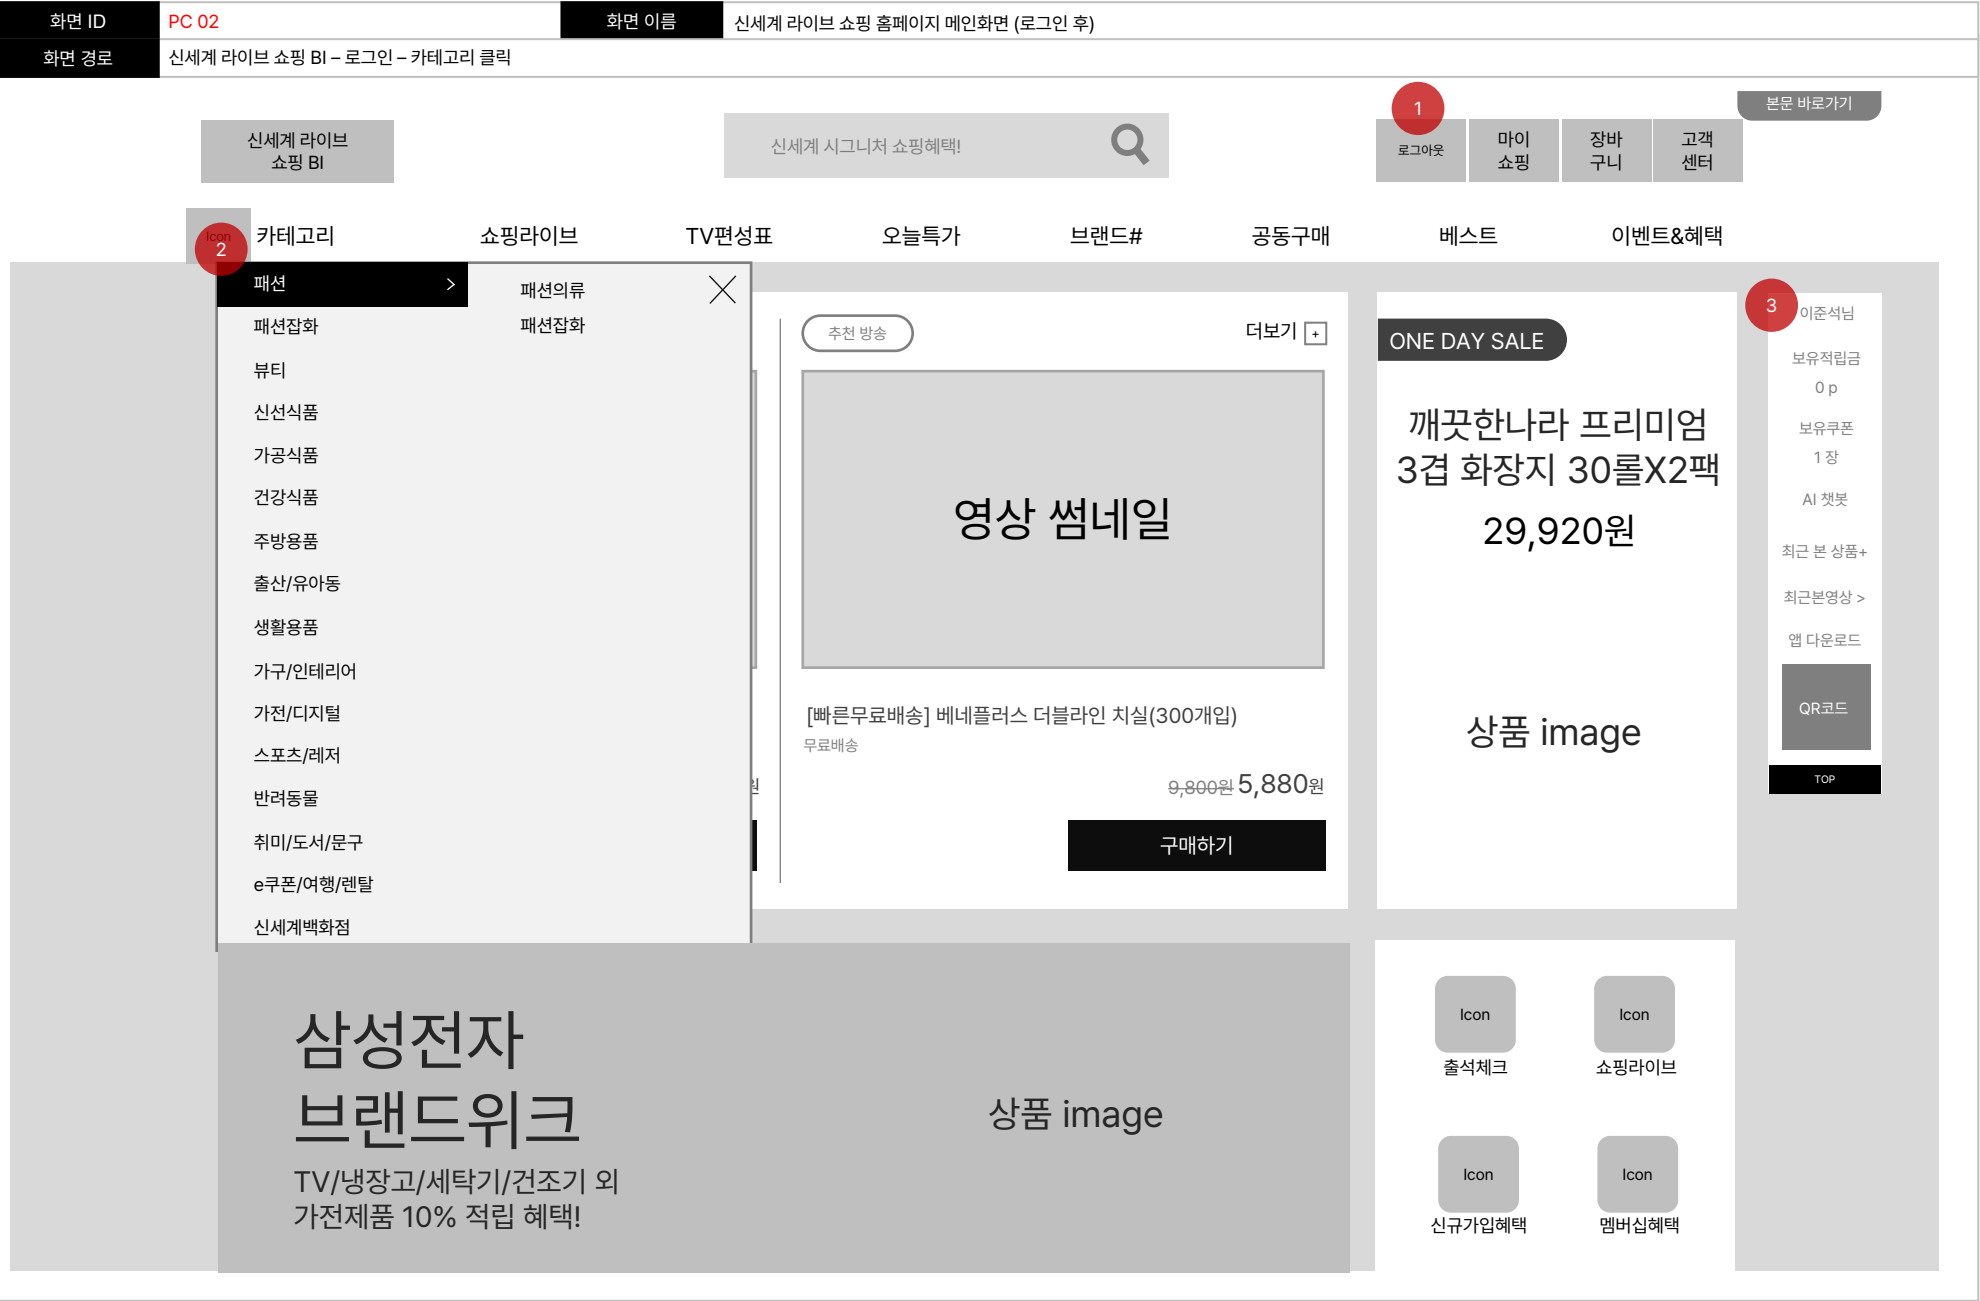 화면 ID
PC 02
화면 이름
신세계 라이브 쇼핑 홈페이지 메인화면 (로그인 후)
화면 경로
신세계 라이브 쇼핑 BI – 로그인 – 카테고리 클릭
본문 바로가기
신세계 라이브
쇼핑 BI
신세계 시그니처 쇼핑혜택!
1
로그아웃
마이
쇼핑
장바
구니
고객
센터
Icon
2
카테고리
쇼핑라이브
TV편성표
오늘특가
브랜드#
공동구매
베스트
이벤트&혜택
패션 >
패션잡화
뷰티
신선식품
가공식품
건강식품
주방용품
출산/유아동
생활용품
가구/인테리어
가전/디지털
스포츠/레저
반려동물
취미/도서/문구
e쿠폰/여행/렌탈
신세계백화점
패션의류
패션잡화
원
추천 방송
더보기 +
영상 썸네일
[빠른무료배송] 베네플러스 더블라인 치실(300개입)
무료배송
9,800원 5,880원
구매하기
ONE DAY SALE
깨끗한나라 프리미엄
3겹 화장지 30롤X2팩
29,920원
상품 image
3
이준석님
보유적립금
0 p
보유쿠폰
1 장
AI 챗봇
최근 본 상품+
최근본영상 >
앱 다운로드
QR코드
TOP
삼성전자
브랜드위크
TV/냉장고/세탁기/건조기 외
가전제품 10% 적립 혜택!
상품 image
Icon
출석체크
Icon
쇼핑라이브
Icon
신규가입혜택
Icon
멤버십혜택